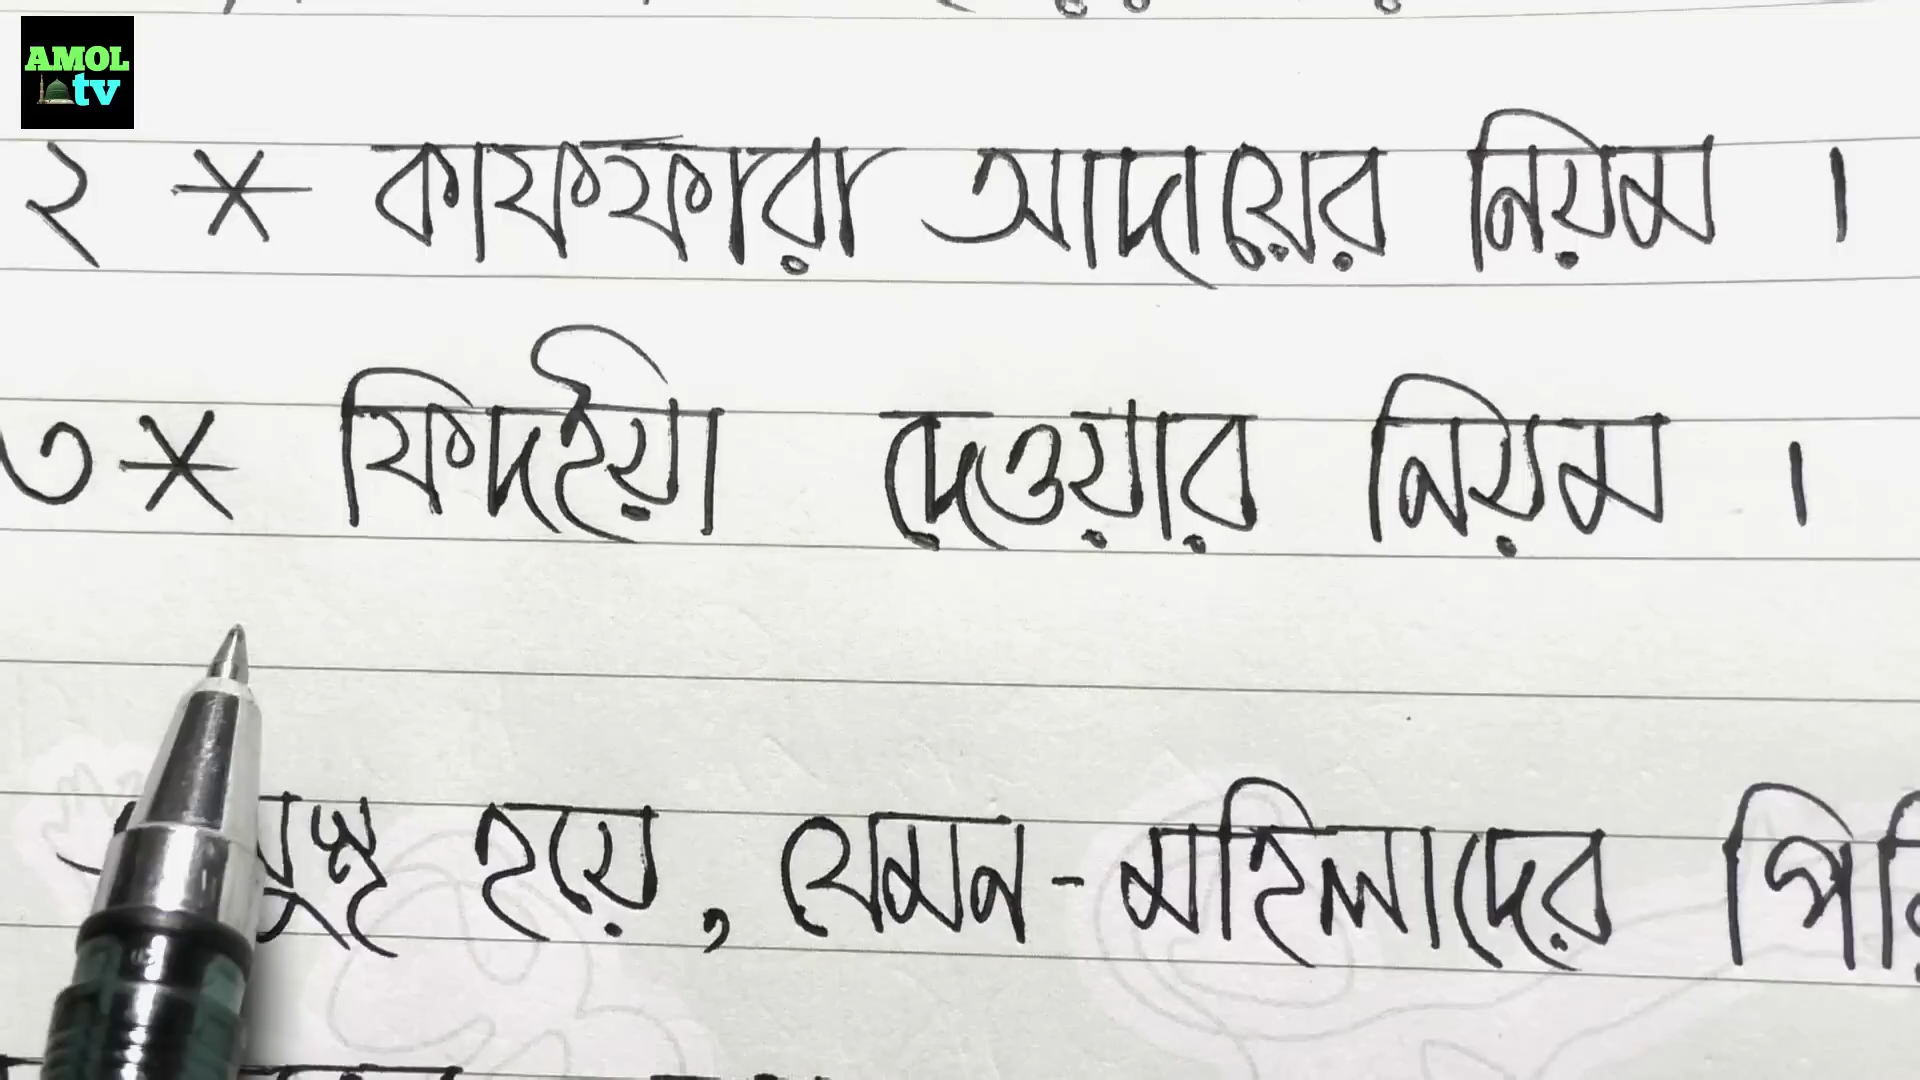 AMOL
tv
২ * কাফফারা আদায়ের নিয়ম ।
৩ * ফিদইয়া দেওয়ার নিয়ম ।
হয়ে, যেমন - মহিলাদের